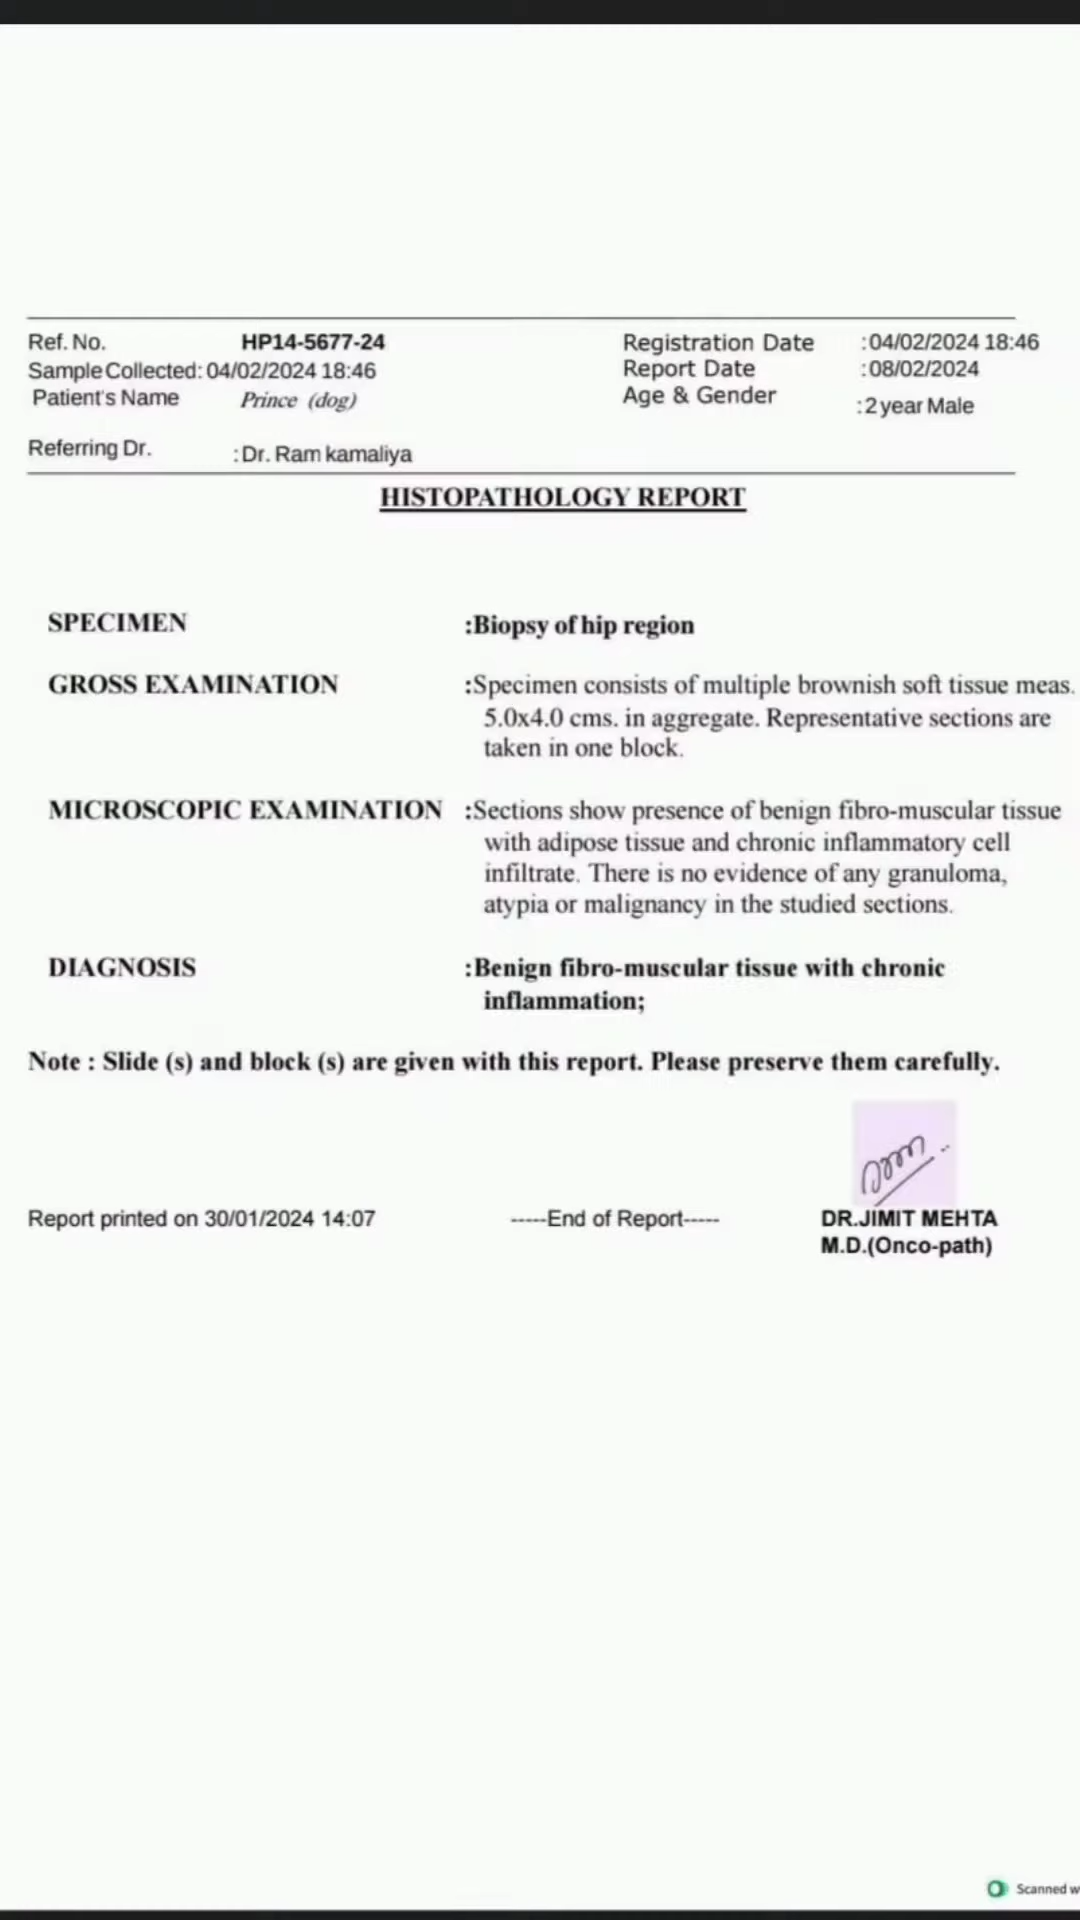 Ref. No. HP14-5677-24 Registration Date :04/02/2024 18:46
Sample Collected: 04/02/2024 18:46 Report Date :08/02/2024
Patient's Name Prince (dog) Age & Gender :2 year Male
Referring Dr. :Dr. Ram kamaliya
HISTOPATHOLOGY REPORT
SPECIMEN :Biopsy of hip region
GROSS EXAMINATION :Specimen consists of multiple brownish soft tissue meas.
5.0x4.0 cms. in aggregate. Representative sections are
taken in one block.
MICROSCOPIC EXAMINATION :Sections show presence of benign fibro-muscular tissue
with adipose tissue and chronic inflammatory cell
infiltrate. There is no evidence of any granuloma,
atypia or malignancy in the studied sections.
DIAGNOSIS :Benign fibro-muscular tissue with chronic
inflammation;
Note : Slide (s) and block (s) are given with this report. Please preserve them carefully.
Report printed on 30/01/2024 14:07 -----End of Report----- DR.JIMIT MEHTA
M.D.(Onco-path)
Scanned